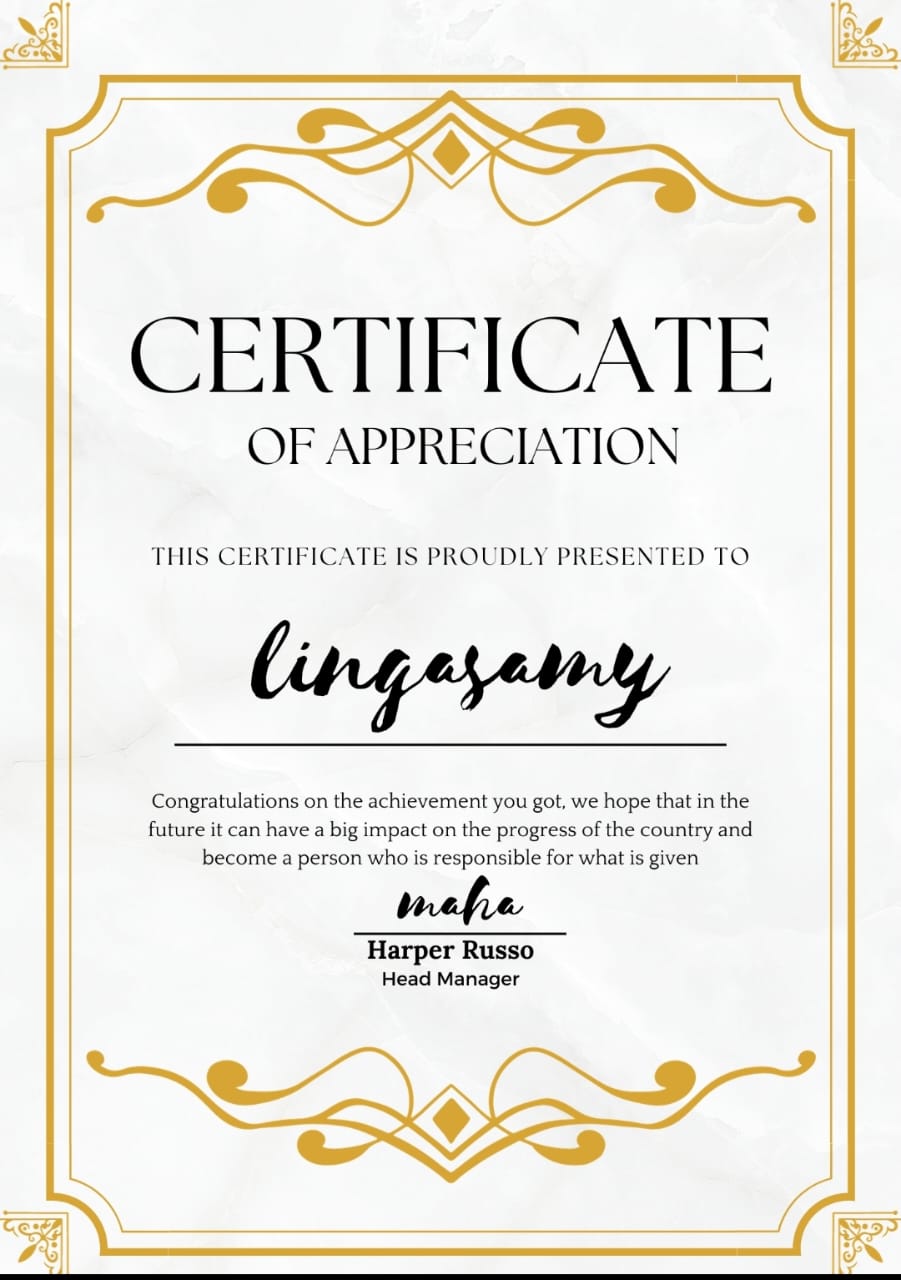 CERTIFICATE
OF APPRECIATION
THIS CERTIFICATE IS PROUDLY PRESENTED TO
lingasamy
Congratulations on the achievement you got, we hope that in the
future it can have a big impact on the progress of the country and
become a person who is responsible for what is given
maha
Harper Russo
Head Manager